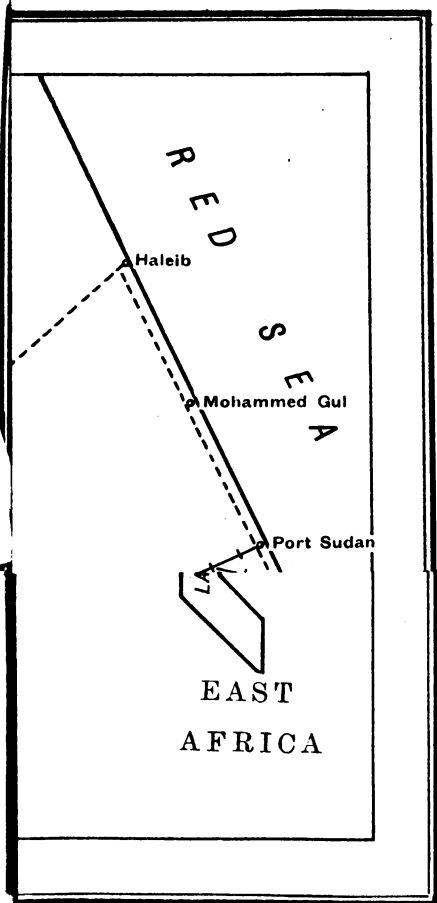 RED SEA
Haleib
Mohammed Gul
Port Sudan
EAST
AFRICA